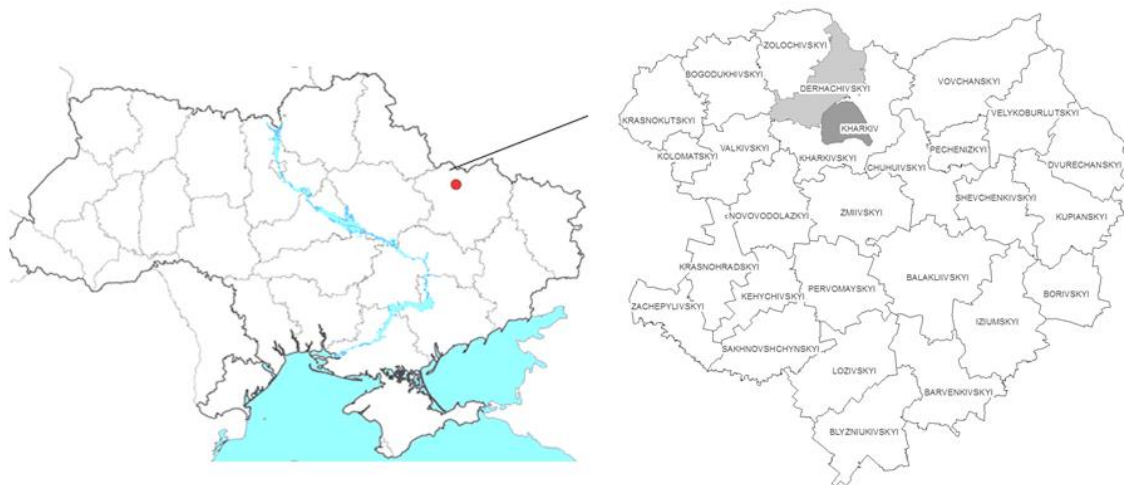 ZOLOCHIVSKYI
BOGODUKHIVSKYI
VOVCHANSKYI
DERHACHIVSKYI
VELYKOBURLUTSKYI
KRASNOKUTSKYI
KHARKIV
VALKIVSKYI
PECHENIZKYI
KOLOMATSKYI
KHARKIVSKYI
CHUHUIVSKYI
DVURECHANSKYI
SHEVCHENKIVSKYI
NOVOVODOLAZKYI
ZMIIVSKYI
KUPIANSKYI
KRASNOHRADSKYI
BALAKLIIVSKYI
ZACHEPYLIVSKYI
KEHYCHIVSKYI
PERVOMAYSKYI
BORIVSKYI
IZIUMSKYI
SAKHNOVSHCHYNSKYI
LOZIVSKYI
BARVENKIVSKYI
BLYZNIUKIVSKYI